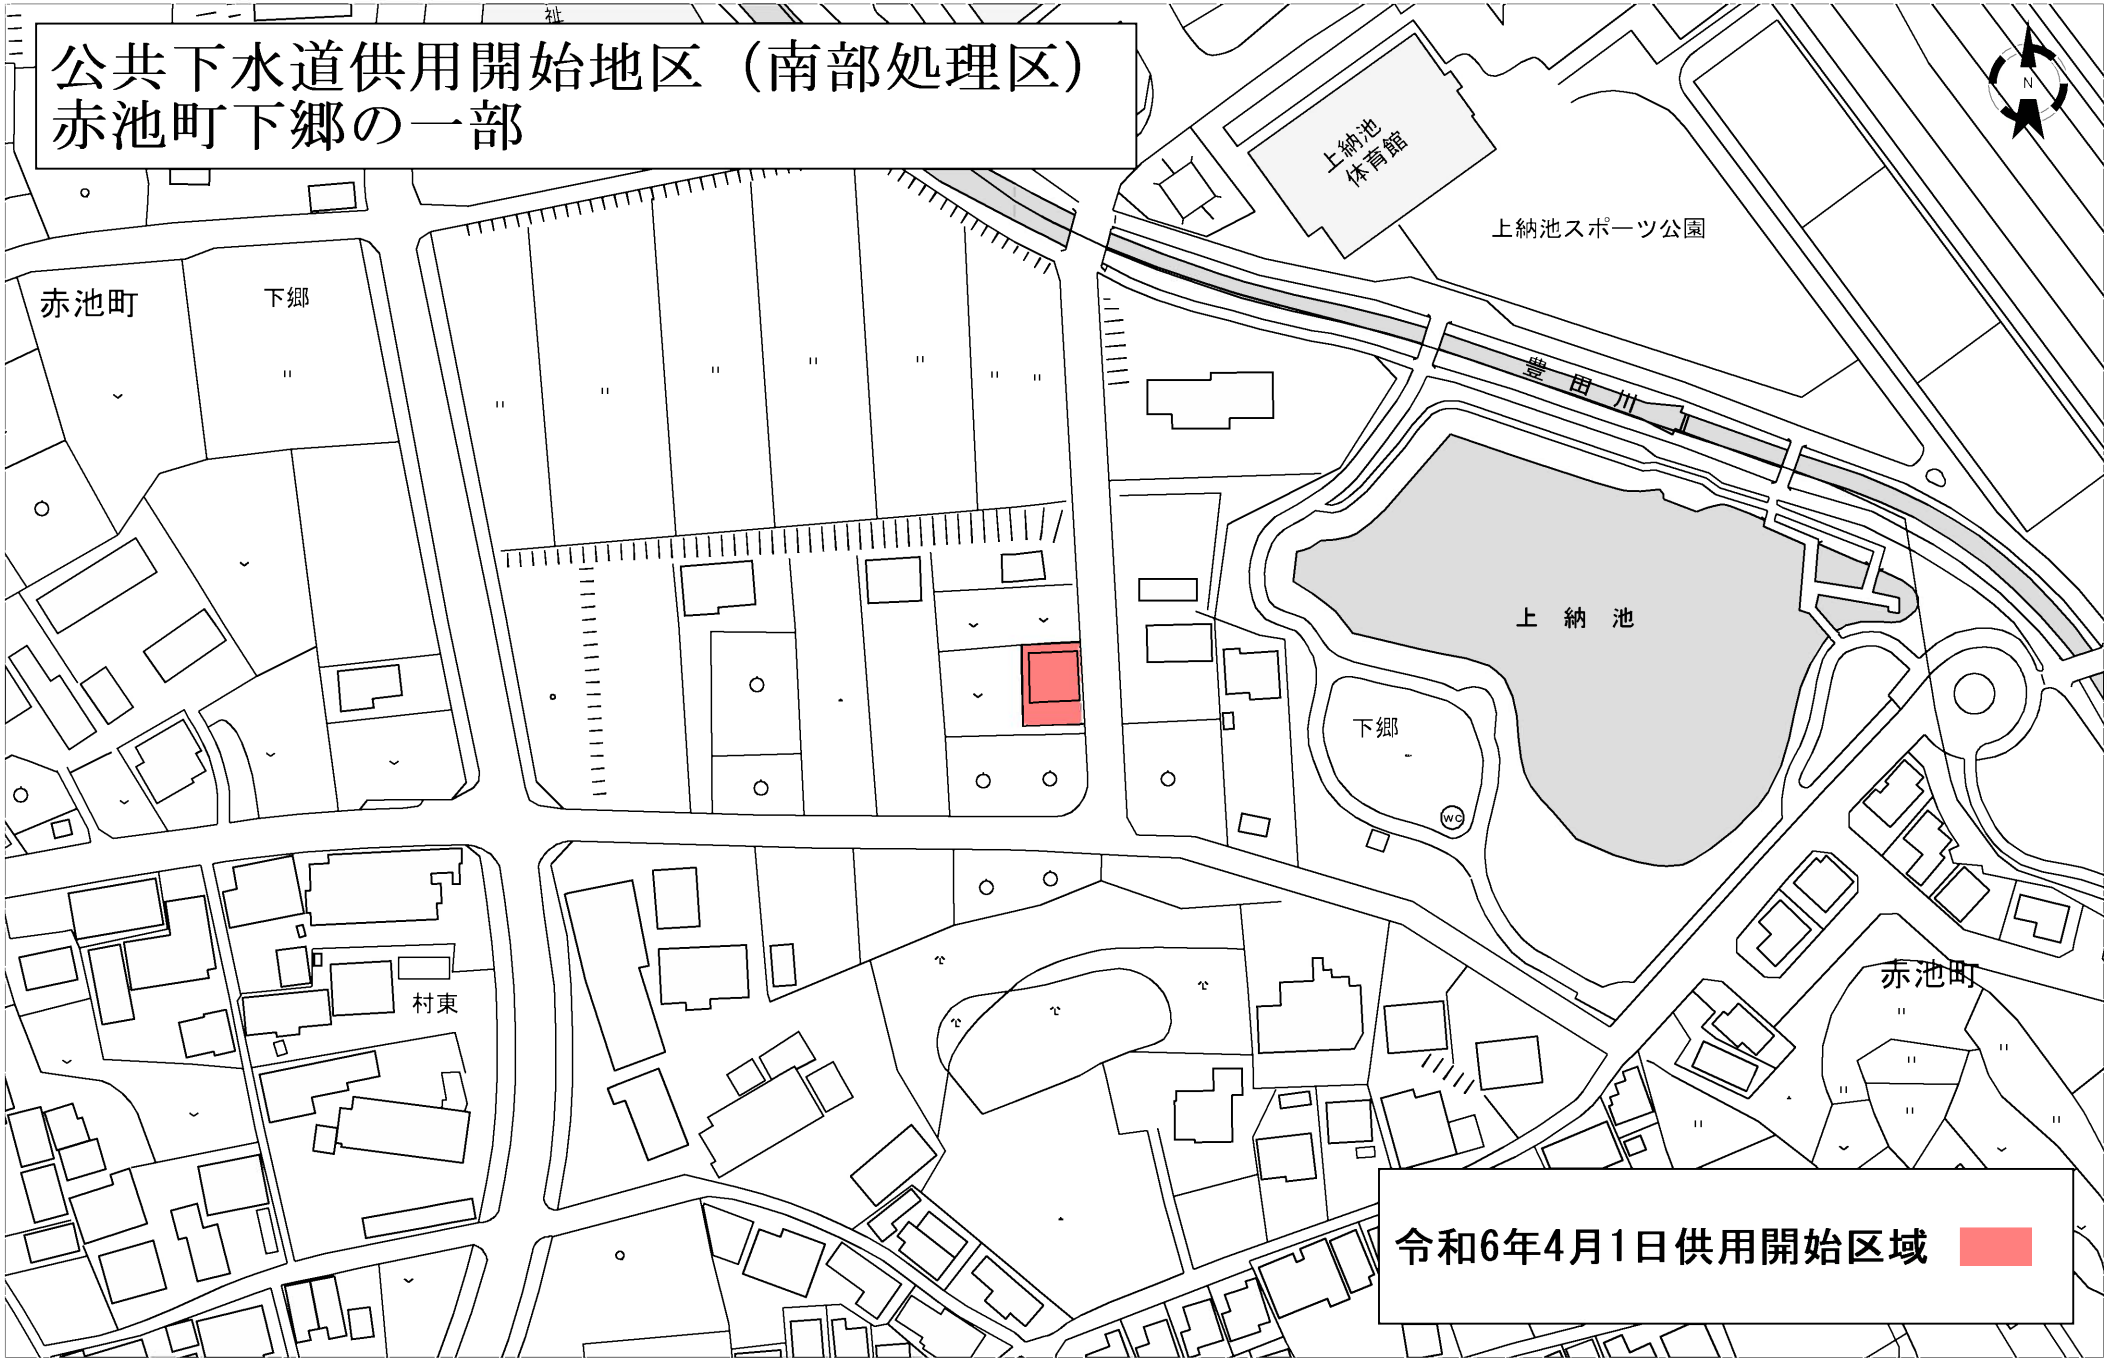 祉
公共下水道供用開始地区（南部処理区）
赤池町下郷の一部
N
上納池
体育館
上納池スポーツ公園
赤池町
下郷
豊田川
上納池
下郷
WC
赤池町
村東
令和6年4月1日供用開始区域